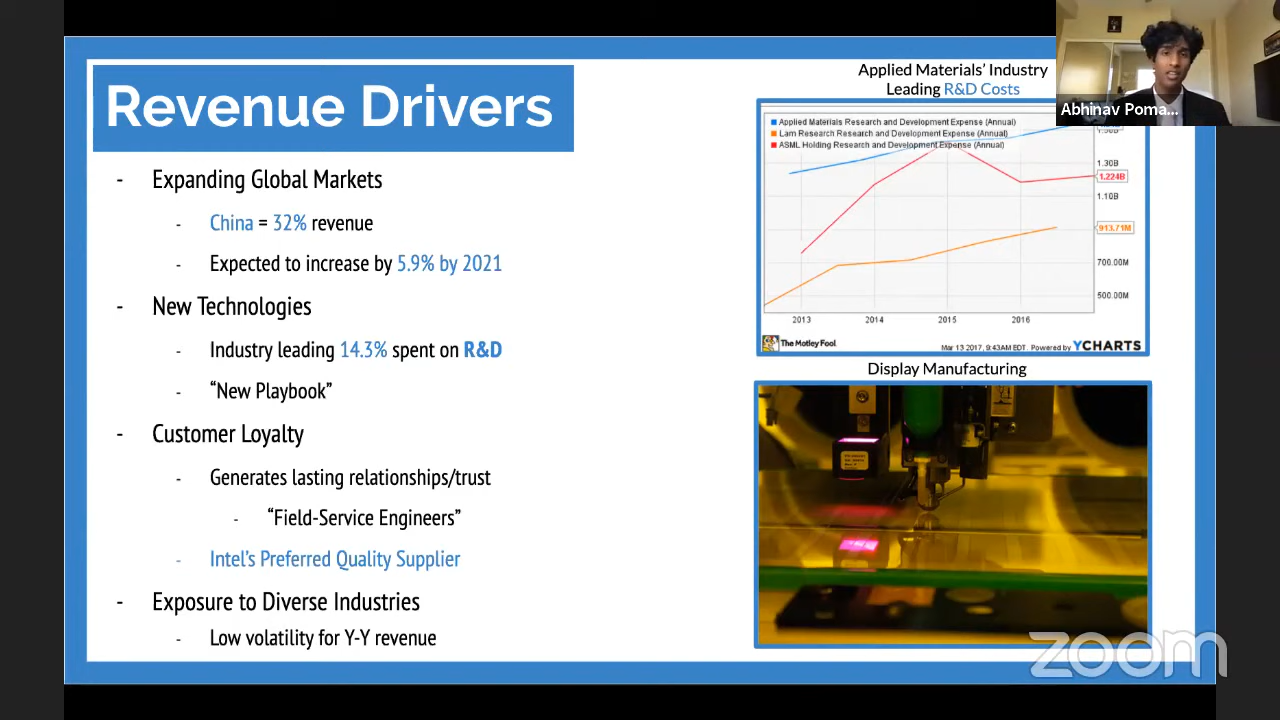 Revenue Drivers
- Expanding Global Markets
- China = 32% revenue
- Expected to increase by 5.9% by 2021
- New Technologies
- Industry leading 14.3% spent on R&D
- “New Playbook”
- Customer Loyalty
- Generates lasting relationships/trust
- “Field-Service Engineers”
- Intel’s Preferred Quality Supplier
- Exposure to Diverse Industries
- Low volatility for Y-Y revenue
Applied Materials’ Industry
Leading R&D Costs
Applied Materials Research and Development Expense (Annual)
Lam Research Research and Development Expense (Annual)
ASML Holding Research and Development Expense (Annual)
1.30B
1.224B
1.10B
913.71M
700.00M
500.00M
2013 2014 2015 2016
The Motley Fool
Mar 13 2017, 9:43AM EDT. Powered by YCHARTS
Display Manufacturing
Abhinav Poma...
zoom